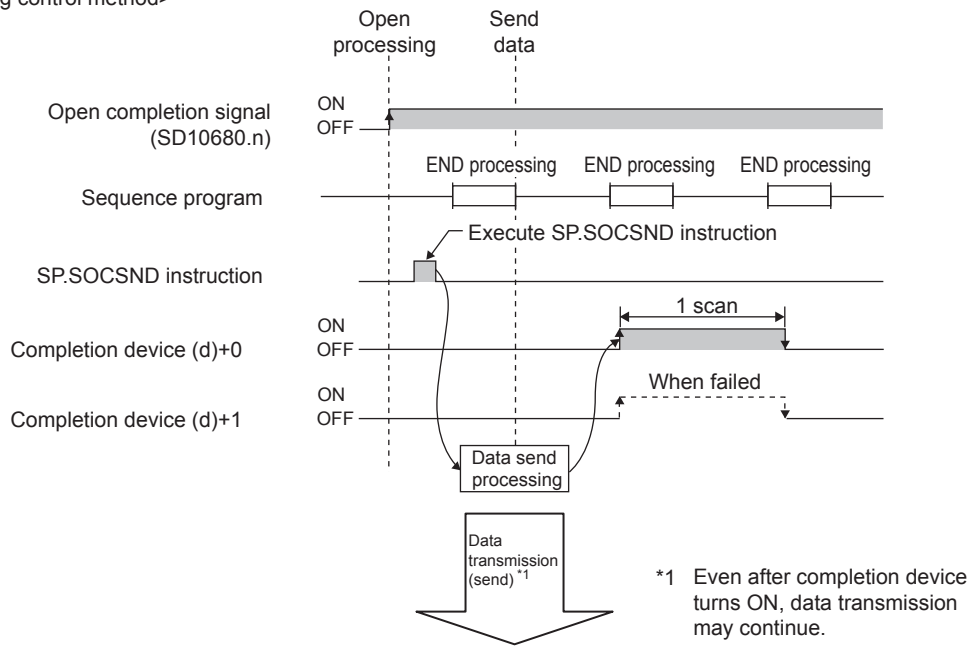 g control method>
Open
processing
Send
data
Open completion signal
(SD10680.n)
ON
OFF
END processing
END processing
END processing
Sequence program
Execute SP.SOCSND instruction
SP.SOCSND instruction
1 scan
ON
OFF
Completion device (d)+0
When failed
ON
OFF
Completion device (d)+1
Data send
processing
Data
transmission
(send) *1
*1 Even after completion device
turns ON, data transmission
may continue.